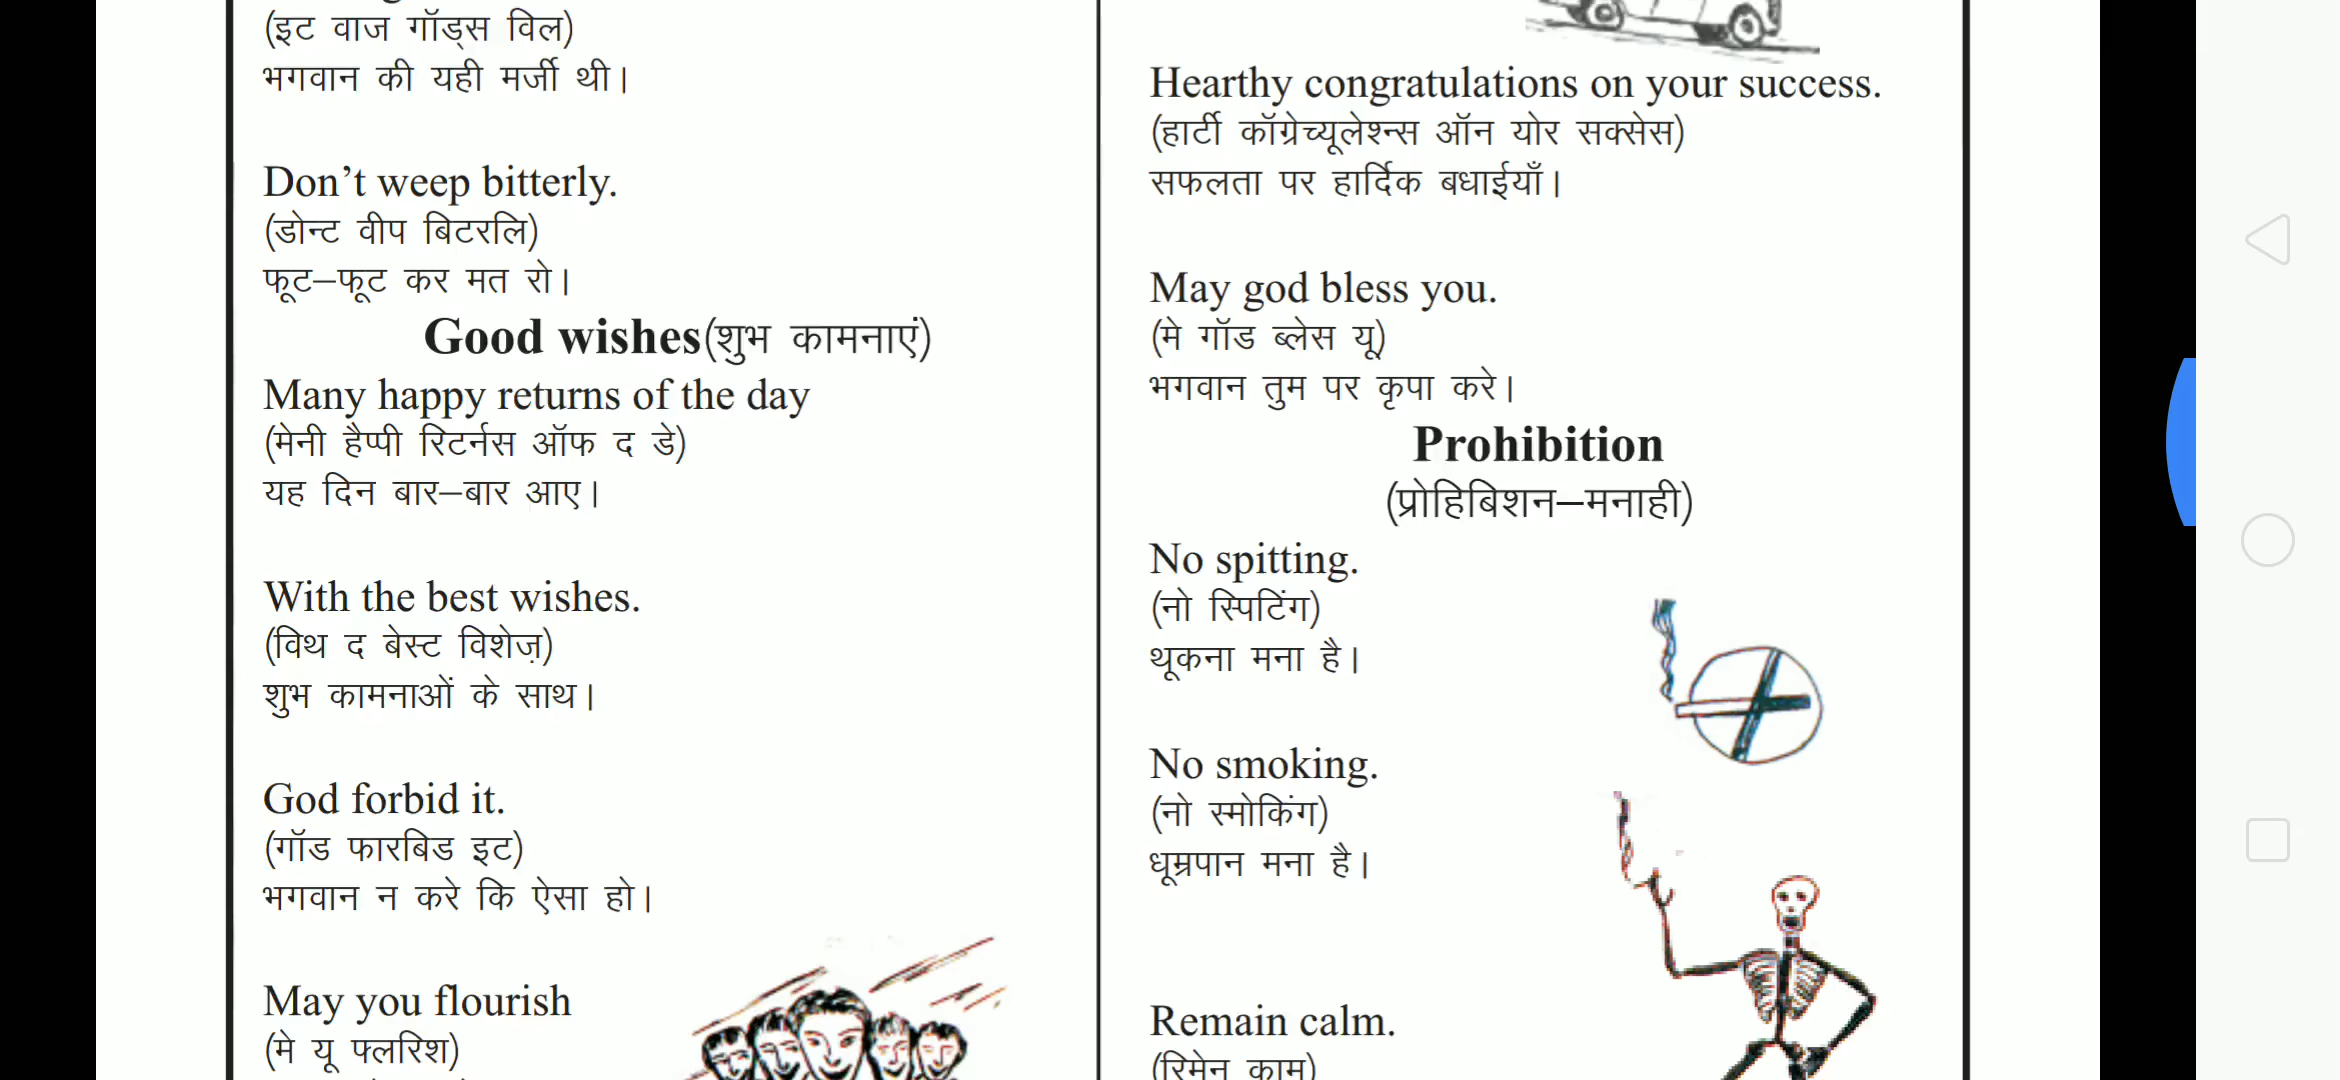 (इट वाज गॉड्स विल)
भगवान की यही मर्जी थी।
Don’t weep bitterly.
(डोन्ट वीप बिटरलि)
फूट–फूट कर मत रो।
Good wishes(शुभ कामनाएं)
Many happy returns of the day
(मेनी हैप्पी रिटर्नस ऑफ द डे)
यह दिन बार–बार आए।
With the best wishes.
(विथ द बेस्ट विशेज़)
शुभ कामनाओं के साथ।
God forbid it.
(गॉड फारबिड इट)
भगवान न करे कि ऐसा हो।
May you flourish
(मे यू फ्लरिश)
Hearthy congratulations on your success.
(हार्टी कॉग्रेच्यूलेश्न्स ऑन योर सक्सेस)
सफलता पर हार्दिक बधाईयाँ।
May god bless you.
(मे गॉड ब्लेस यू)
भगवान तुम पर कृपा करे।
Prohibition
(प्रोहिबिशन–मनाही)
No spitting.
(नो स्पिटिंग)
थूकना मना है।
No smoking.
(नो स्मोकिंग)
धूम्रपान मना है।
Remain calm.
(रिमेन काम)